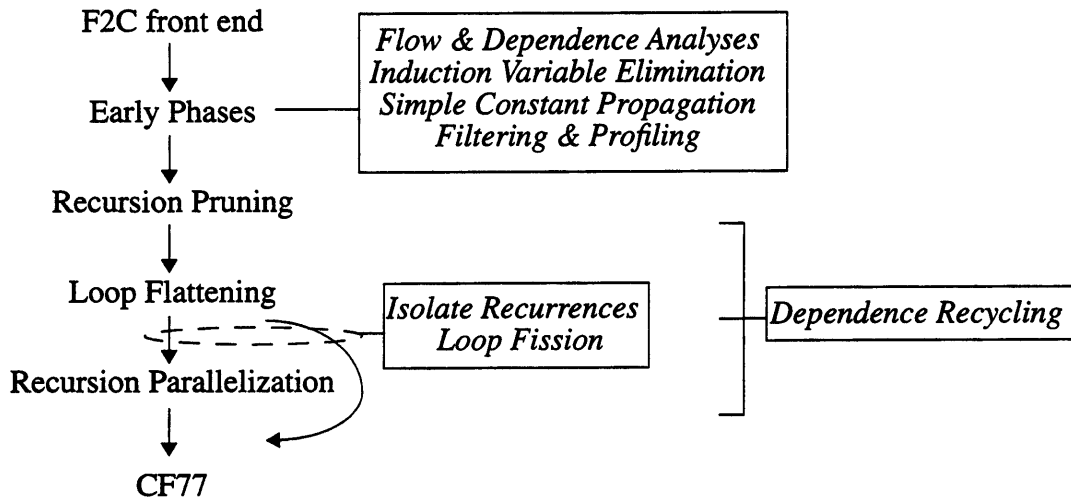 F2C front end
Flow & Dependence Analyses
Induction Variable Elimination
Simple Constant Propagation
Filtering & Profiling
Early Phases
Recursion Pruning
Loop Flattening
Isolate Recurrences
Loop Fission
Dependence Recycling
Recursion Parallelization
CF77